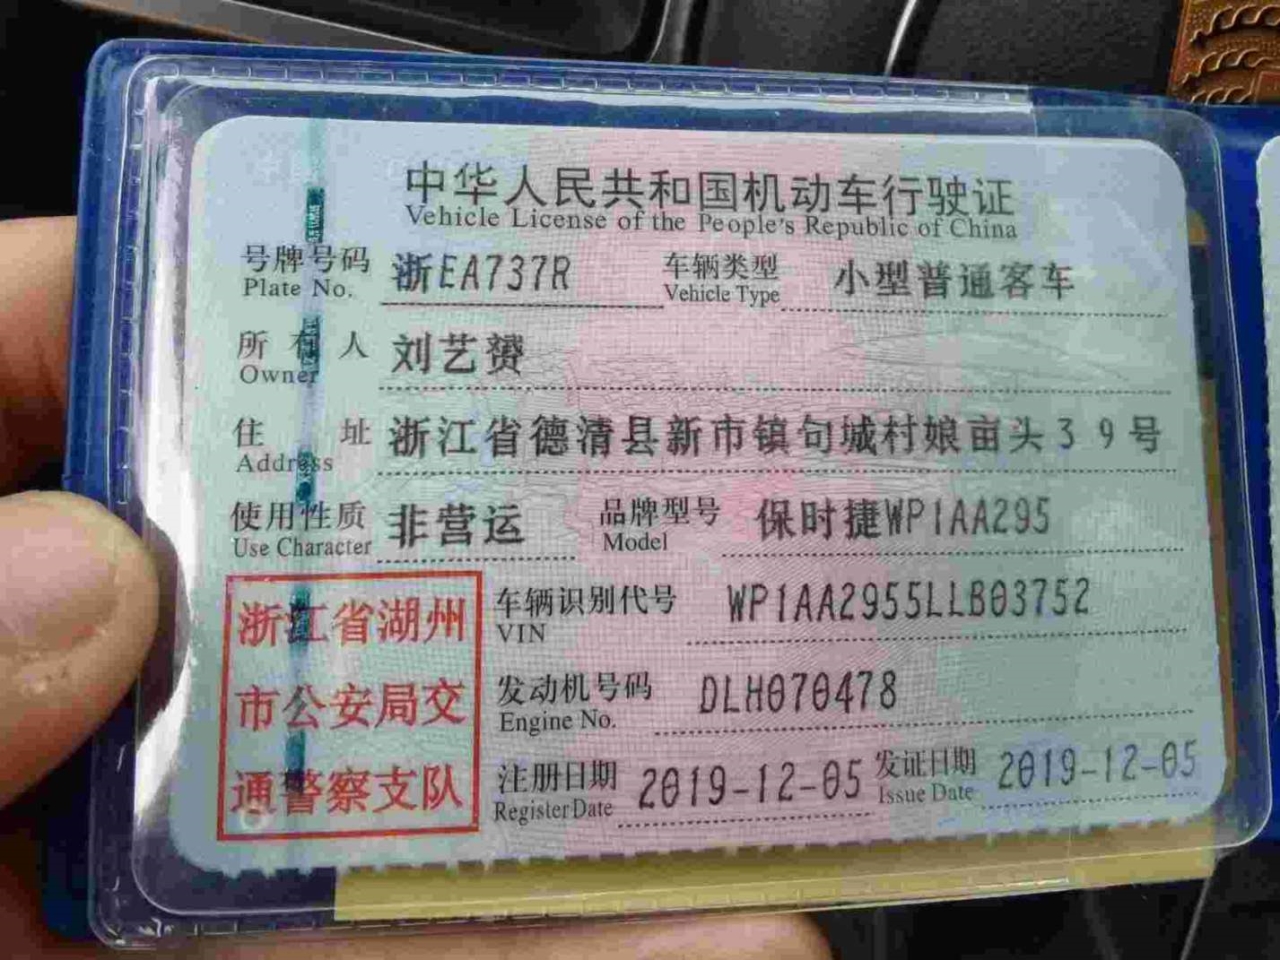 中华人民共和国机动车行驶证
Vehicle License of the People's Republic of China
号牌号码 浙EA737R 车辆类型 小型普通客车
Plate No. Vehicle Type
所有人 刘艺赟
Owner
住址 浙江省德清县新市镇句城村娘亩头39号
Address
使用性质 非营运 品牌型号 保时捷WP1AA295
Use Character Model
浙江省湖州
市公安局交
通警察支队
车辆识别代号 WP1AA2955LLB03752
VIN
发动机号码 DLH070478
Engine No.
注册日期 2019-12-05 发证日期 2019-12-05
Register Date Issue Date